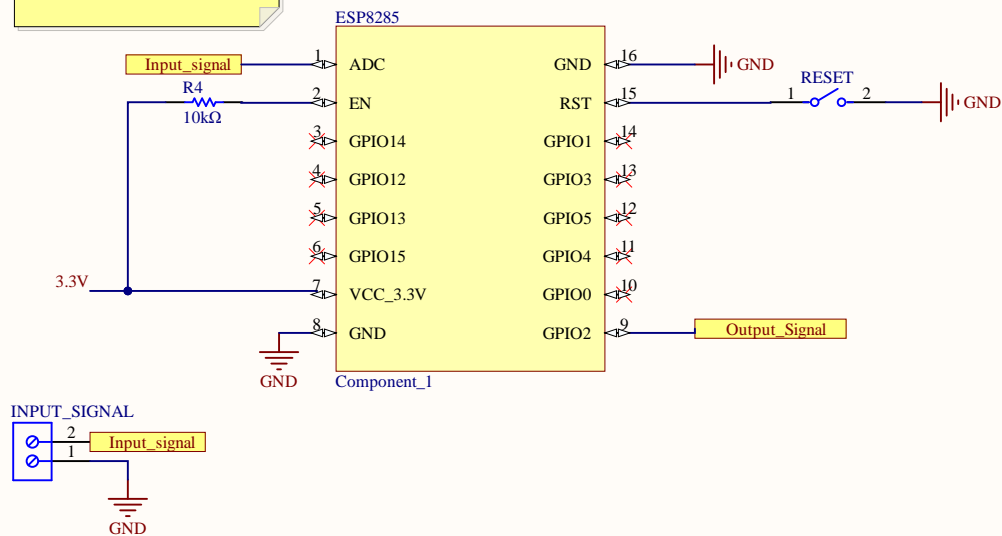 ESP8285
Input_signal
1
ADC
GND
16
GND
R4
10kΩ
2
EN
RST
15
RESET
1
2
GND
3
GPIO14
GPIO1
14
4
GPIO12
GPIO3
13
5
GPIO13
GPIO5
12
6
GPIO15
GPIO4
11
3.3V
7
VCC_3.3V
GPIO0
10
8
GND
GPIO2
9
Output_Signal
GND
Component_1
INPUT_SIGNAL
2
Input_signal
1
GND